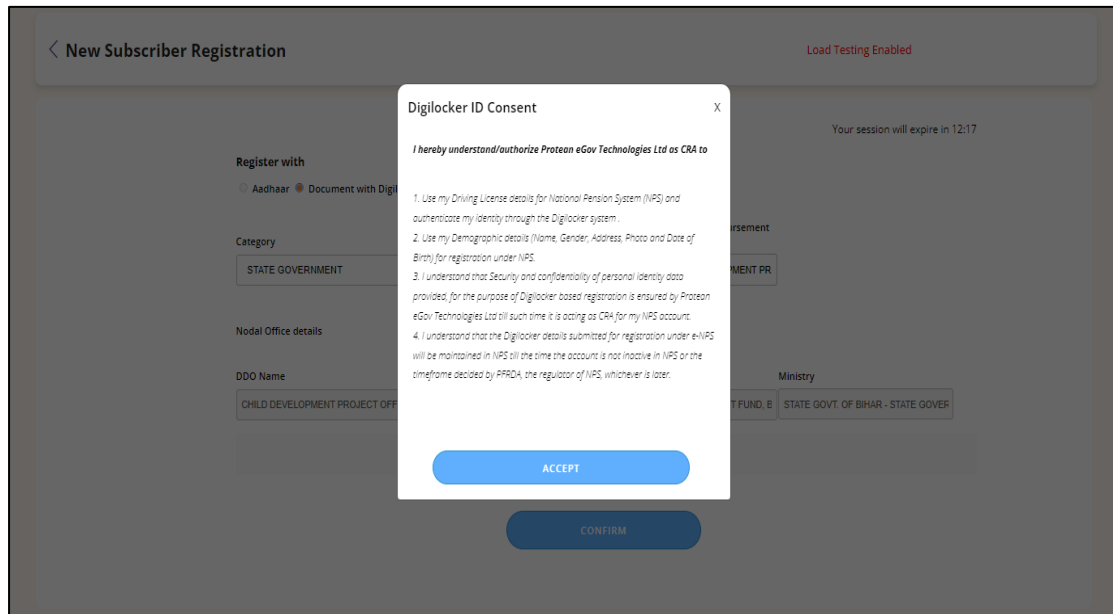 New Subscriber Registration
Load Testing Enabled
Digilocker ID Consent
X
Your session will expire in 12:17
I hereby understand/authorize Protean eGov Technologies Ltd as CRA to
Register with
Aadhaar Document with Digil
1. Use my Driving License details for National Pension System (NPS) and
authenticate my identity through the Digilocker system .
2. Use my Demographic details (Name, Gender, Address, Photo and Date of
Birth) for registration under NPS.
3. I understand that Security and confidentiality of personal identity data
provided, for the purpose of Digilocker based registration is ensured by Protean
eGov Technologies Ltd till such time it is acting as CRA for my NPS account.
4. I understand that the Digilocker details submitted for registration under e-NPS
will be maintained in NPS till the time the account is not inactive in NPS or the
timeframe decided by PFRDA, the regulator of NPS, whichever is later.
ACCEPT
Category
ursement
STATE GOVERNMENT
PMENT PR
Nodal Office details
DDO Name
Ministry
CHILD DEVELOPMENT PROJECT OFF
T FUND, B
STATE GOVT. OF BIHAR - STATE GOVER
CONFIRM